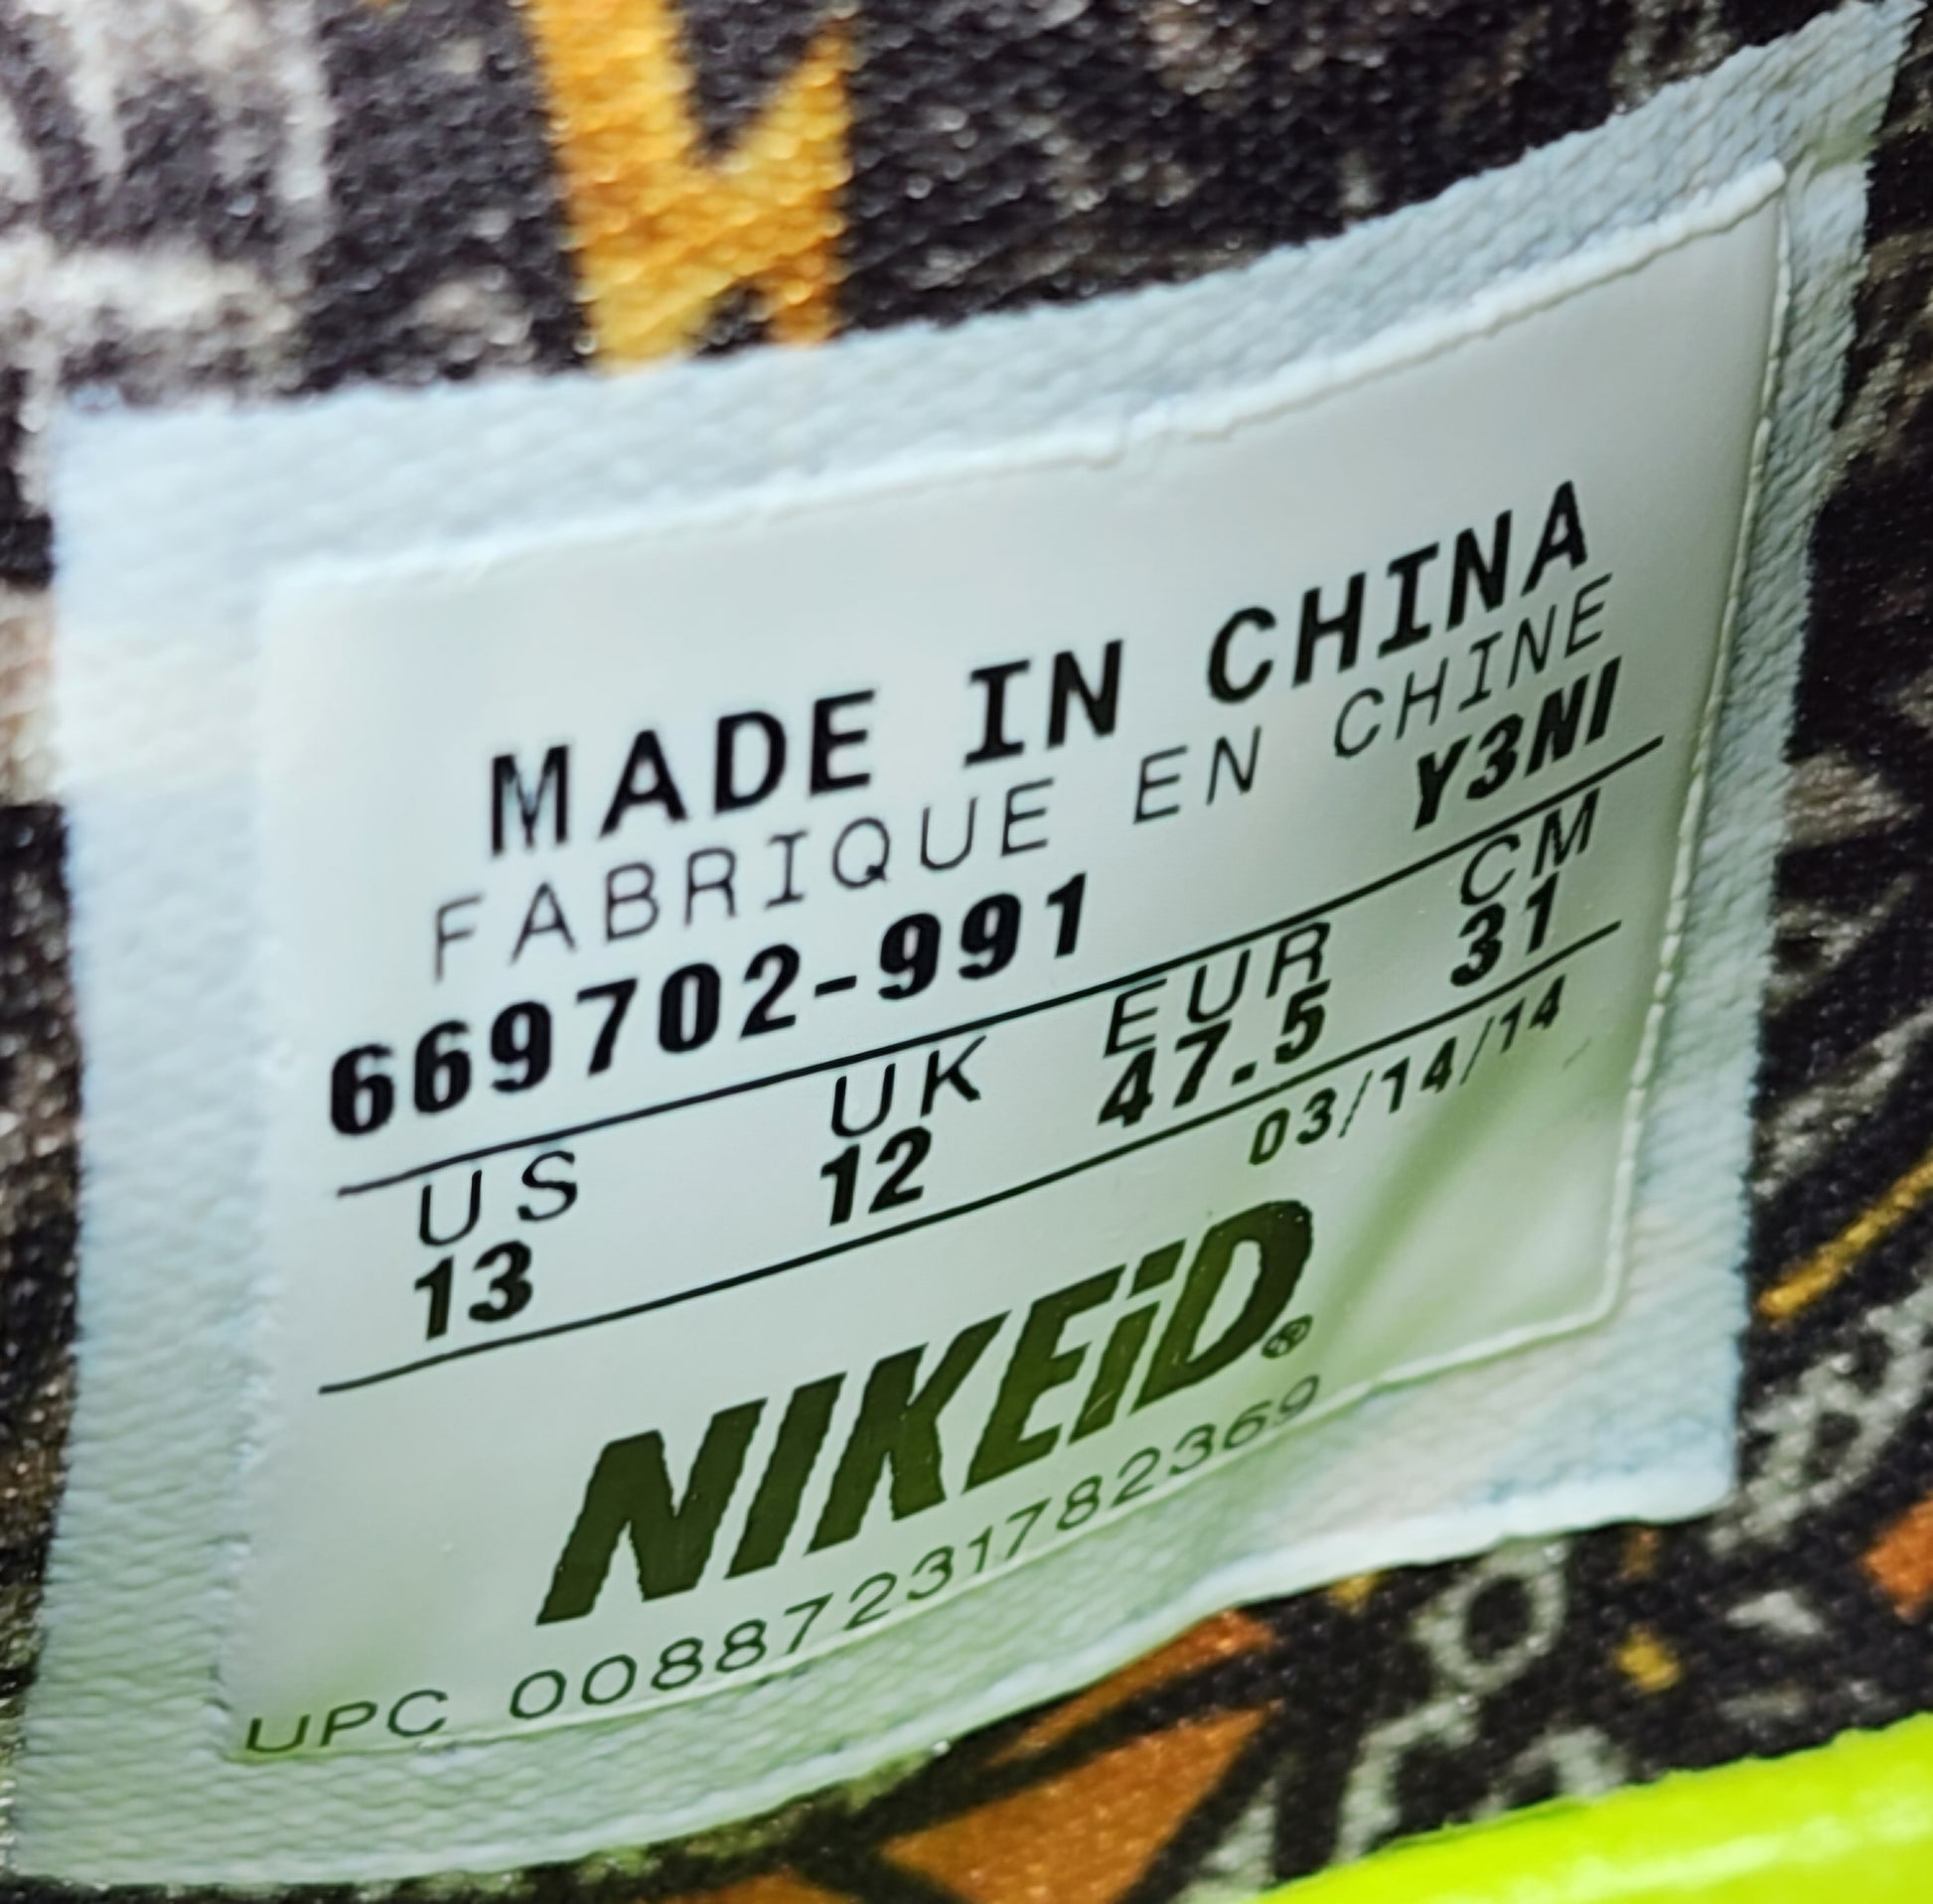 MADE IN CHINA
FABRIQUE EN CHINE
669702-991 Y3NI
US UK EUR CM
13 12 47.5 31
03/14/14
NIKEiD®
UPC 00887231782369